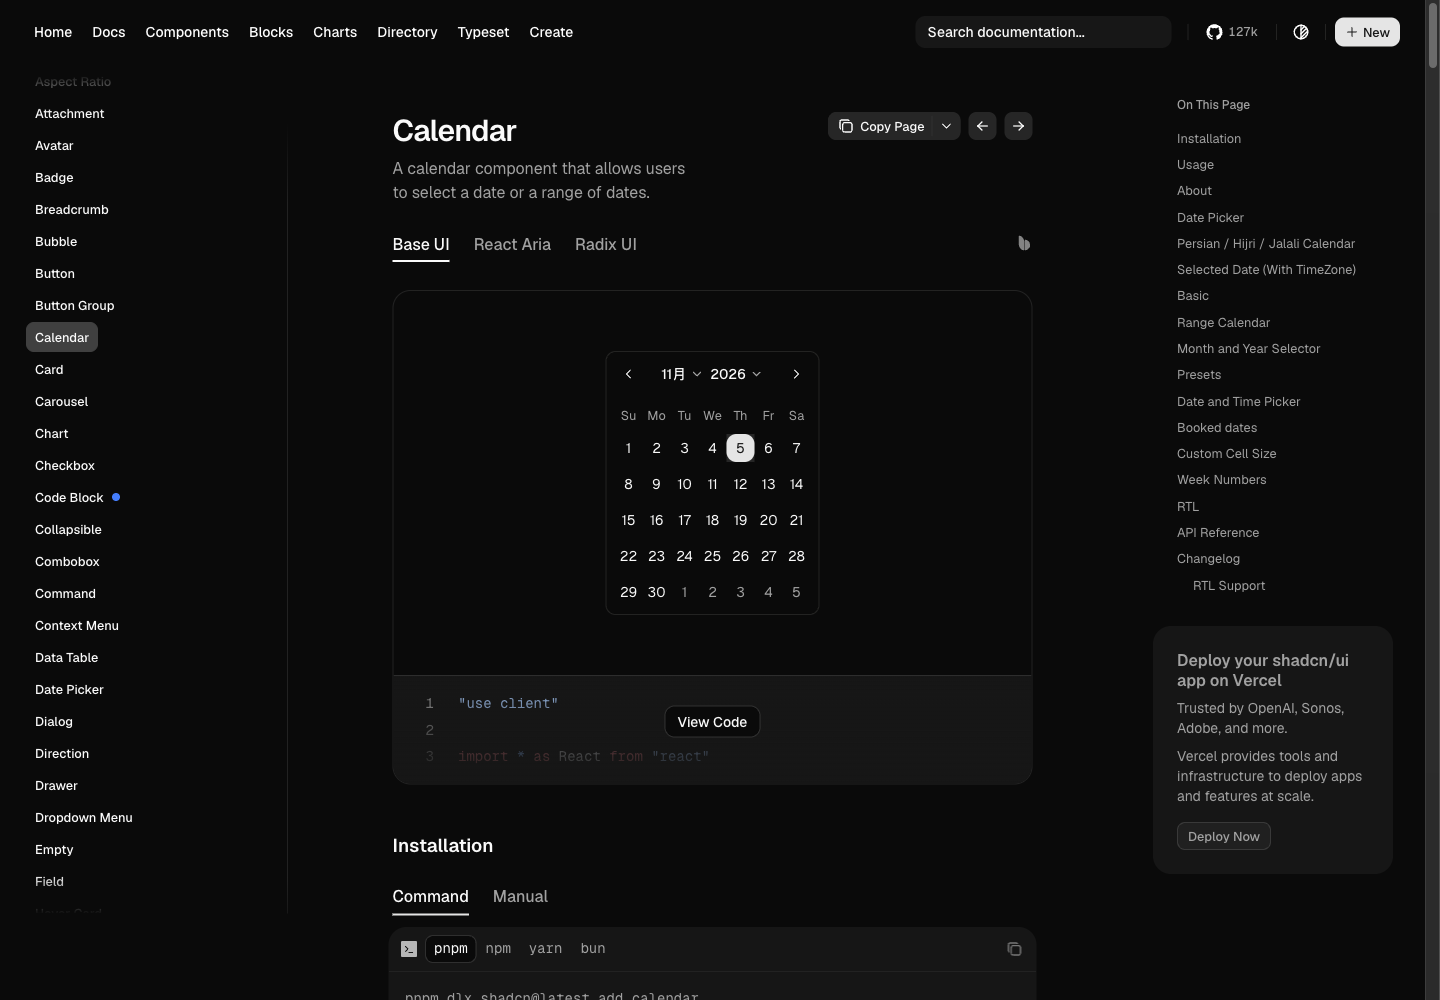 Home Docs Components Blocks Charts Directory Typeset Create
Search documentation...
127k
New
Aspect Ratio
Attachment
Avatar
Badge
Breadcrumb
Bubble
Button
Button Group
Calendar
Card
Carousel
Chart
Checkbox
Code Block
Collapsible
Combobox
Command
Context Menu
Data Table
Date Picker
Dialog
Direction
Drawer
Dropdown Menu
Empty
Field
Calendar
Copy Page
A calendar component that allows users
to select a date or a range of dates.
Base UI React Aria Radix UI
11月 2026
Su Mo Tu We Th Fr Sa
1 2 3 4 5 6 7
8 9 10 11 12 13 14
15 16 17 18 19 20 21
22 23 24 25 26 27 28
29 30 1 2 3 4 5
1 "use client"
2
View Code
3 import * as React from "react"
Installation
Command Manual
pnpm npm yarn bun
pnpm dlx shadcn@latest add calendar
On This Page
Installation
Usage
About
Date Picker
Persian / Hijri / Jalali Calendar
Selected Date (With TimeZone)
Basic
Range Calendar
Month and Year Selector
Presets
Date and Time Picker
Booked dates
Custom Cell Size
Week Numbers
RTL
API Reference
Changelog
RTL Support
Deploy your shadcn/ui
app on Vercel
Trusted by OpenAI, Sonos,
Adobe, and more.
Vercel provides tools and
infrastructure to deploy apps
and features at scale.
Deploy Now